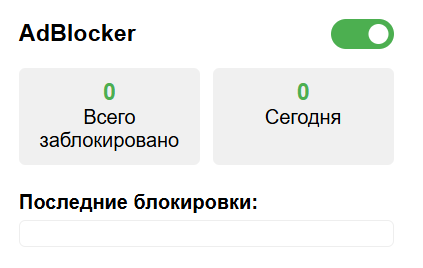 AdBlocker
0
Всего
заблокировано
0
Сегодня
Последние блокировки: